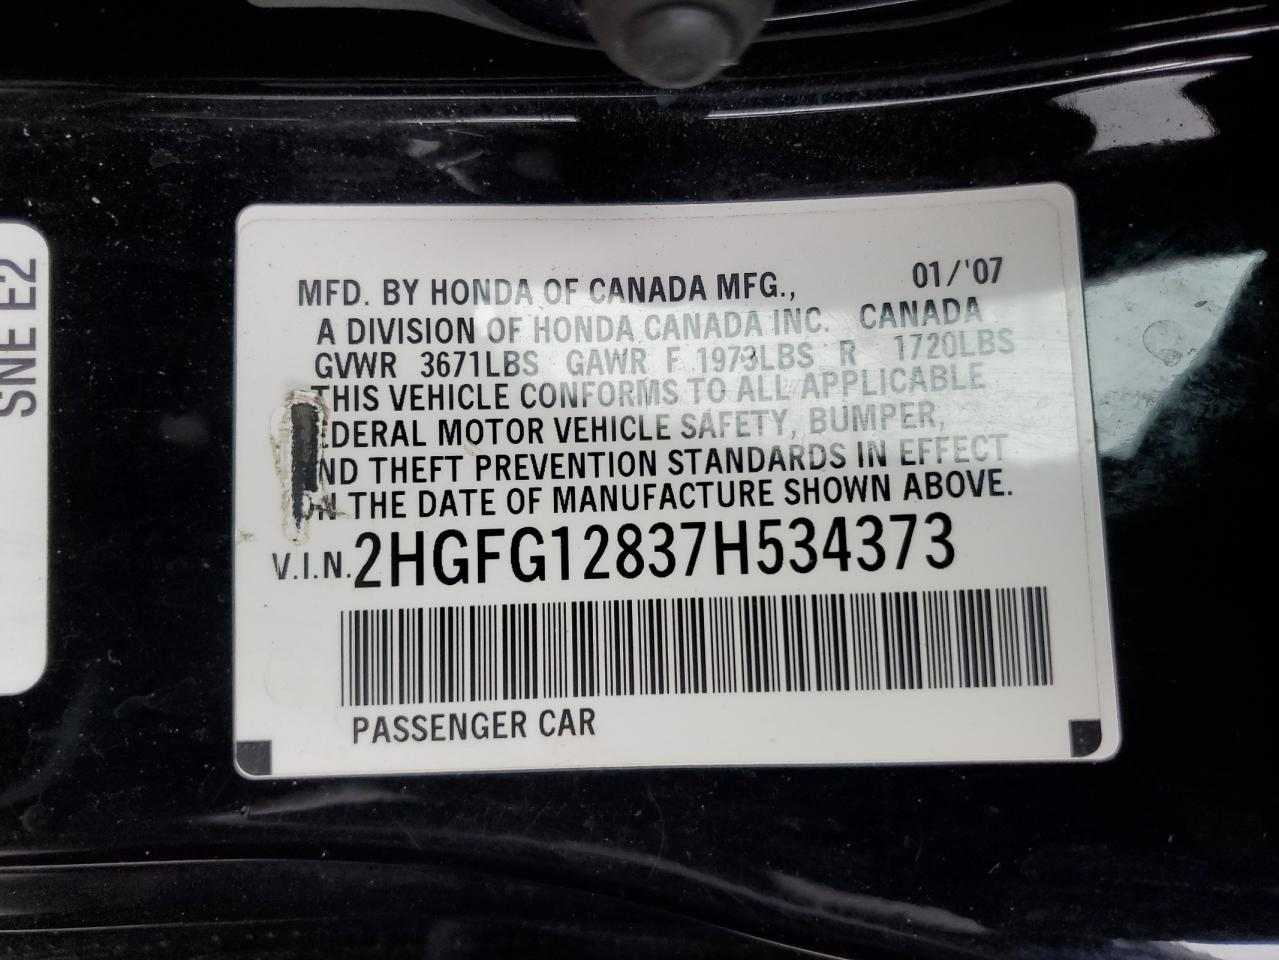 MFD. BY HONDA OF CANADA MFG., 01/'07
A DIVISION OF HONDA CANADA INC. CANADA
GVWR 3671LBS GAWR F 1973LBS R 1720LBS
THIS VEHICLE CONFORMS TO ALL APPLICABLE
EDERAL MOTOR VEHICLE SAFETY, BUMPER,
ND THEFT PREVENTION STANDARDS IN EFFECT
ON THE DATE OF MANUFACTURE SHOWN ABOVE.
V.I.N. 2HGFG12837H534373
PASSENGER CAR
SNE E2